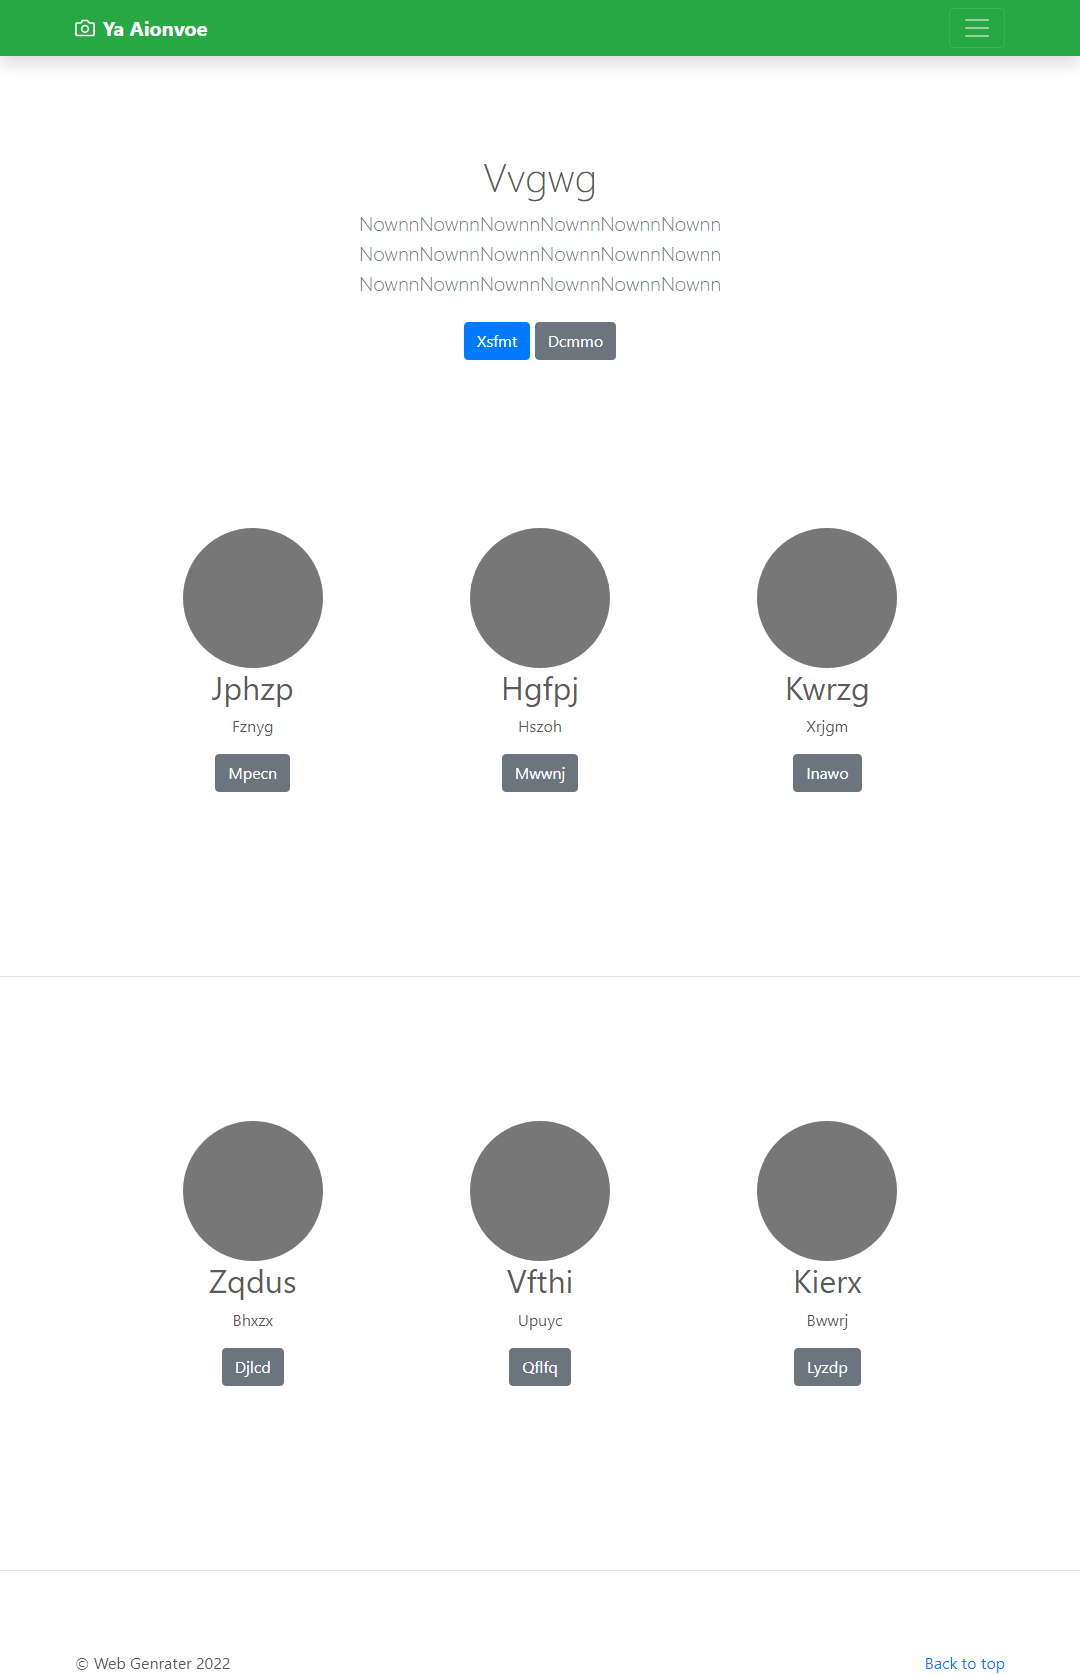 Ya Aionvoe
Vvgwg
NownnNownnNownnNownnNownnNownn
NownnNownnNownnNownnNownnNownn
NownnNownnNownnNownnNownnNownn
Xsfmt Dcmmo
Jphzp Hgfpj Kwrzg
Fznyg Hszoh Xrjgm
Mpecn Mwwnj Inawo
Zqdus Vfthi Kierx
Bhxzx Upuyc Bwwrj
Djlcd Qflfq Lyzdp
© Web Genrater 2022 Back to top